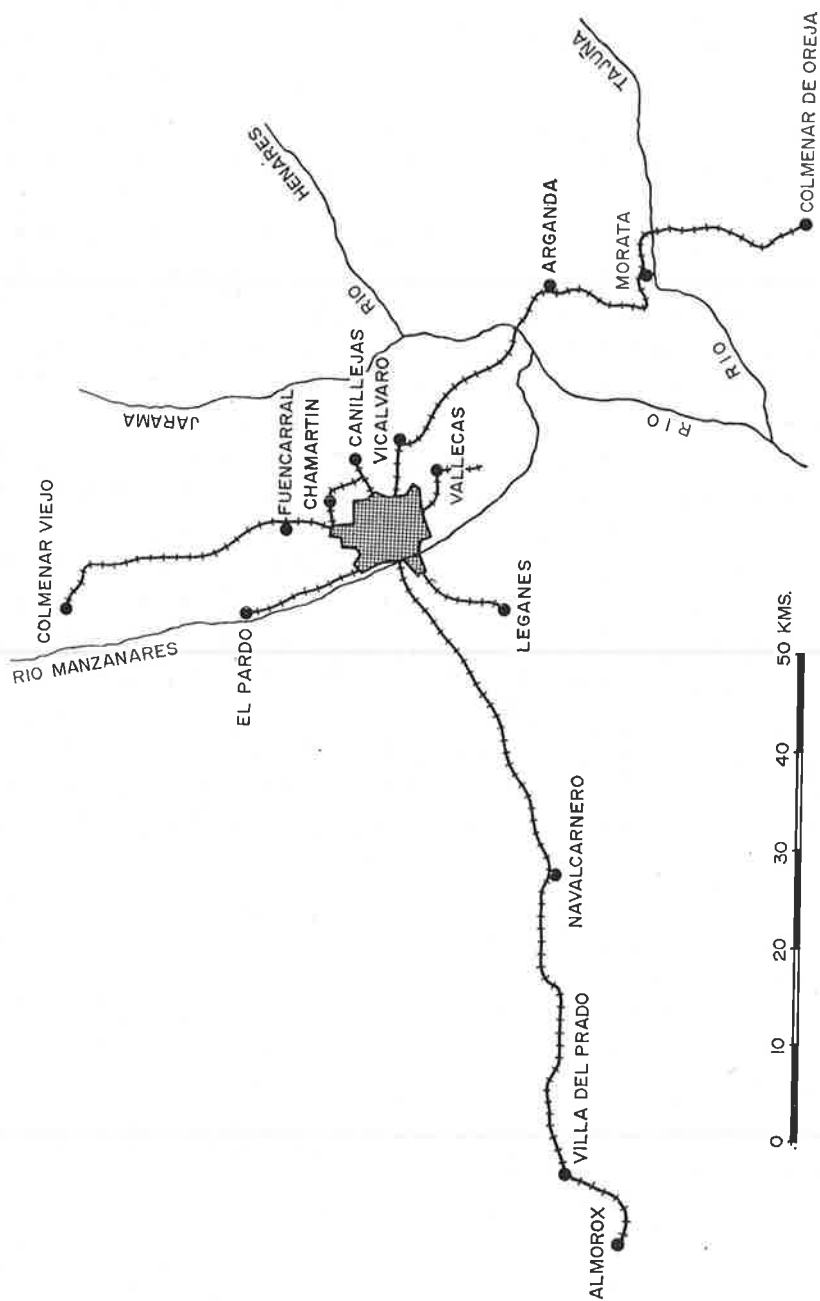 COLMENAR VIEJO
RIO MANZANARES
EL PARDO
FUENCARRAL
CHAMARTIN
CANILLEJAS
VICALVARO
VALLECAS
LEGANES
JARAMA
RIO
HENARES
ARGANDA
MORATA
TAJUÑA
RIO
RIO
COLMENAR DE OREJA
NAVALCARNERO
VILLA DEL PRADO
ALMOROX
0 10 20 30 40 50 KMS.